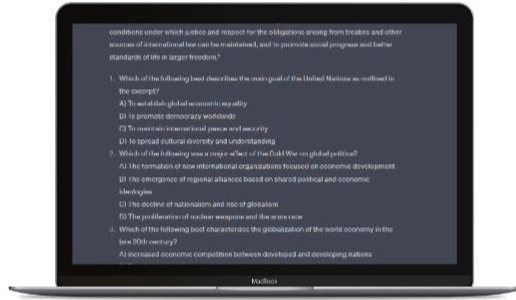 conditions under which justice and respect for the obligations arising from treaties and other
sources of international law can be maintained, and to promote social progress and better
standards of life in larger freedom."
1. Which of the following best describes the main goal of the United Nations as outlined in
the excerpt?
A) To establish global economic equality
B) To promote democracy worldwide
C) To maintain international peace and security
D) To spread cultural diversity and understanding
2. Which of the following was a major effect of the Cold War on global politics?
A) The formation of new international organizations focused on economic development
B) The emergence of regional alliances based on shared political and economic
ideologies
C) The decline of nationalism and rise of globalism
D) The proliferation of nuclear weapons and the arms race
3. Which of the following best characterizes the globalization of the world economy in the
late 20th century?
A) Increased economic competition between developed and developing nations
MacBook